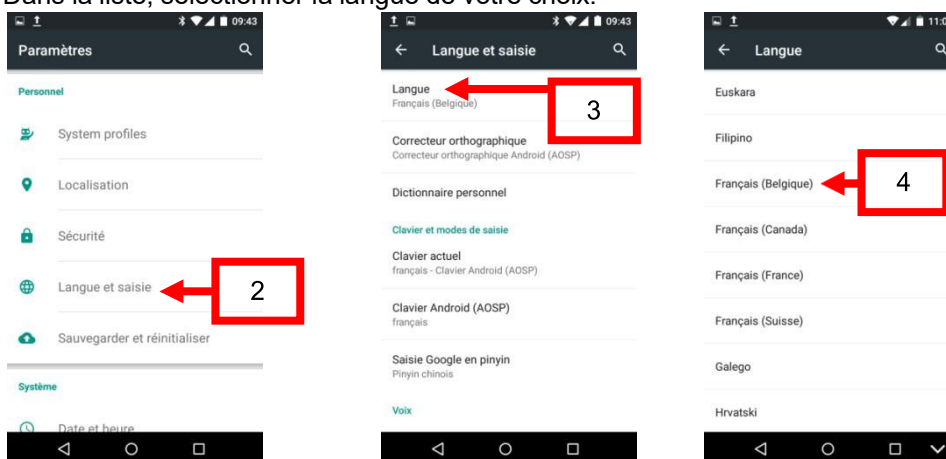 Dans la liste, sélectionner la langue de votre choix.
09:43
Paramètres
Personnel
System profiles
Localisation
Sécurité
Langue et saisie
2
Sauvegarder et réinitialiser
Système
Date et heure
09:43
Langue et saisie
Langue
Français (Belgique)
3
Correcteur orthographique
Correcteur orthographique Android (AOSP)
Dictionnaire personnel
Clavier et modes de saisie
Clavier actuel
français - Clavier Android (AOSP)
Clavier Android (AOSP)
français
Saisie Google en pinyin
Pinyin chinois
Voix
Langue
Euskara
Filipino
Français (Belgique)
4
Français (Canada)
Français (France)
Français (Suisse)
Galego
Hrvatski